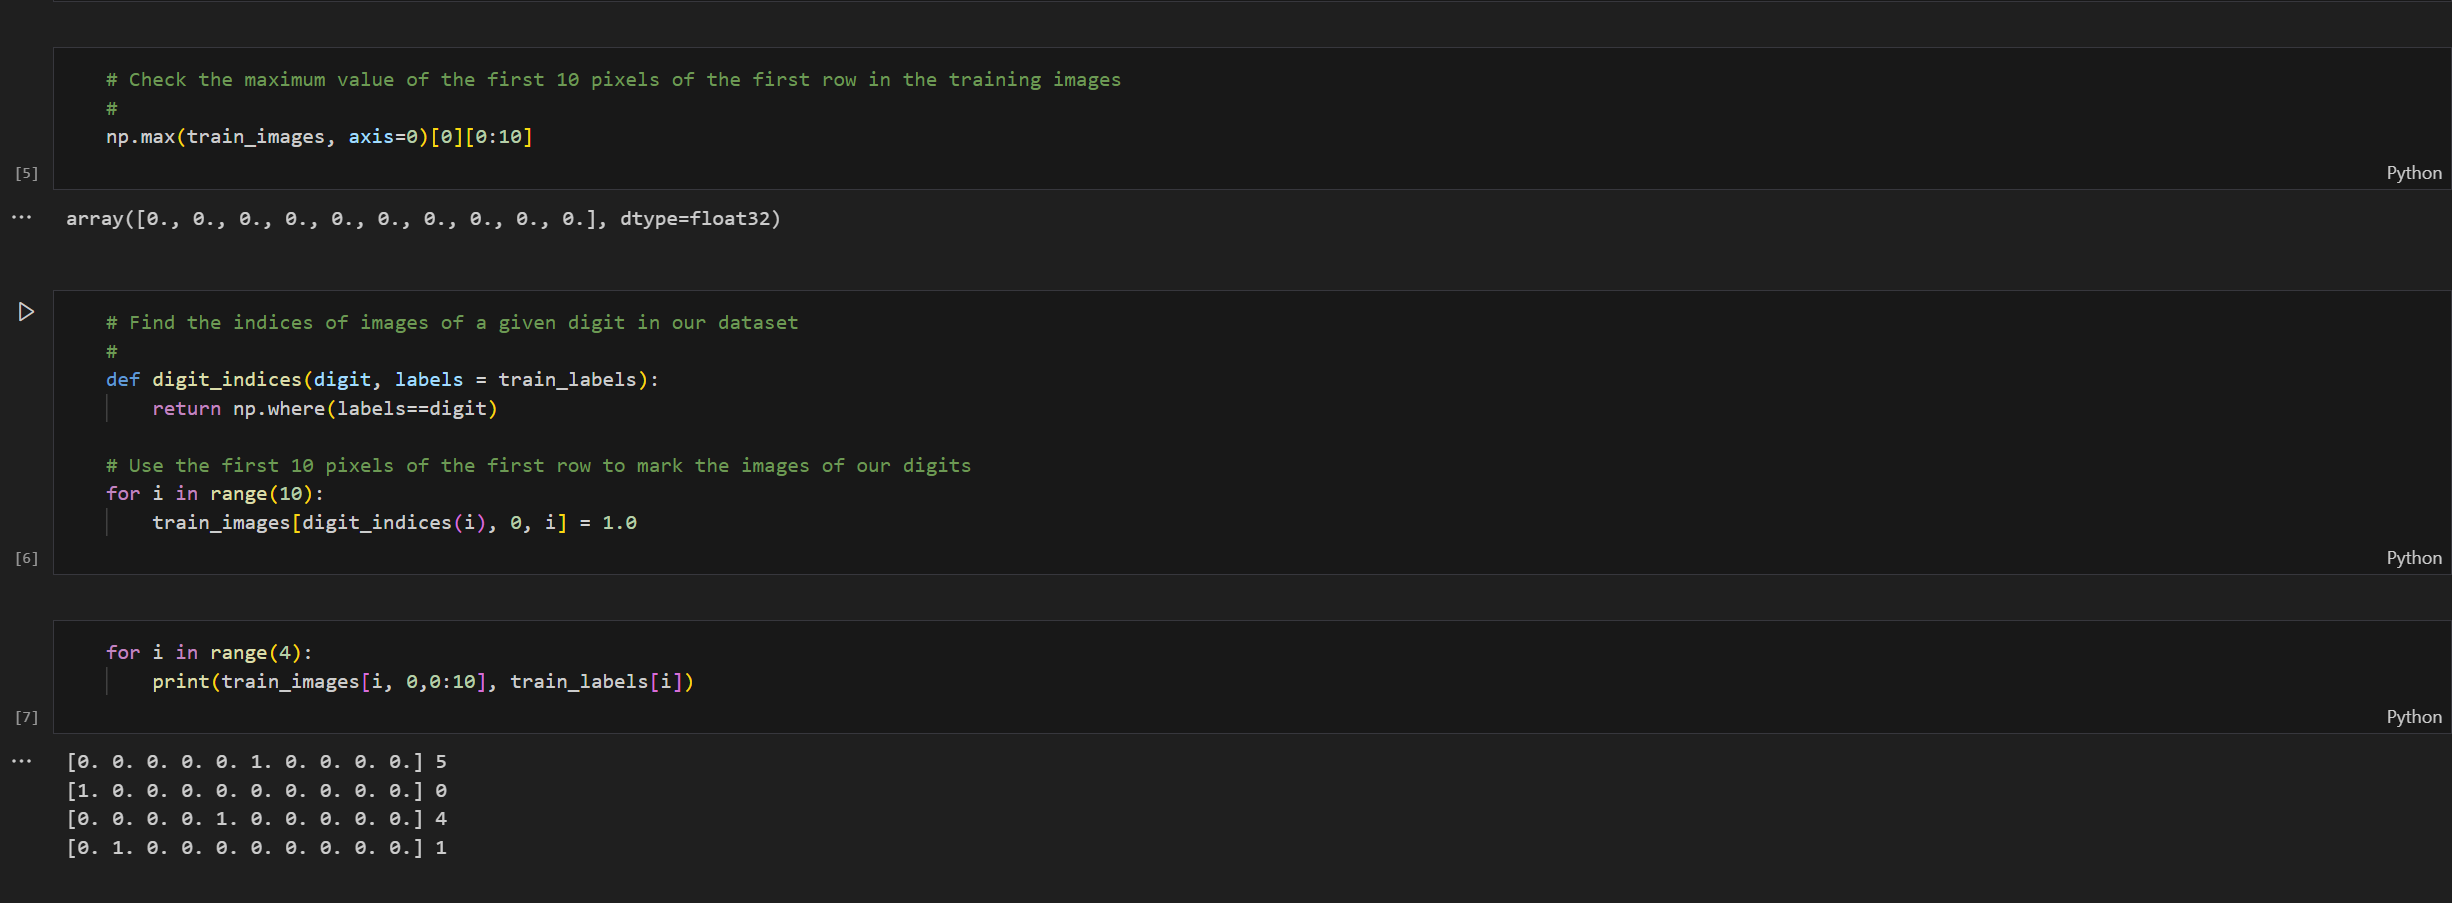 # Check the maximum value of the first 10 pixels of the first row in the training images
#
np.max(train_images, axis=0)[0][0:10]
[5]
Python
array([0., 0., 0., 0., 0., 0., 0., 0., 0., 0.], dtype=float32)
# Find the indices of images of a given digit in our dataset
#
def digit_indices(digit, labels = train_labels):
    return np.where(labels==digit)
# Use the first 10 pixels of the first row to mark the images of our digits
for i in range(10):
    train_images[digit_indices(i), 0, i] = 1.0
[6]
Python
for i in range(4):
    print(train_images[i, 0,0:10], train_labels[i])
[7]
Python
[0. 0. 0. 0. 0. 1. 0. 0. 0. 0.] 5
[1. 0. 0. 0. 0. 0. 0. 0. 0. 0.] 0
[0. 0. 0. 0. 1. 0. 0. 0. 0. 0.] 4
[0. 1. 0. 0. 0. 0. 0. 0. 0. 0.] 1